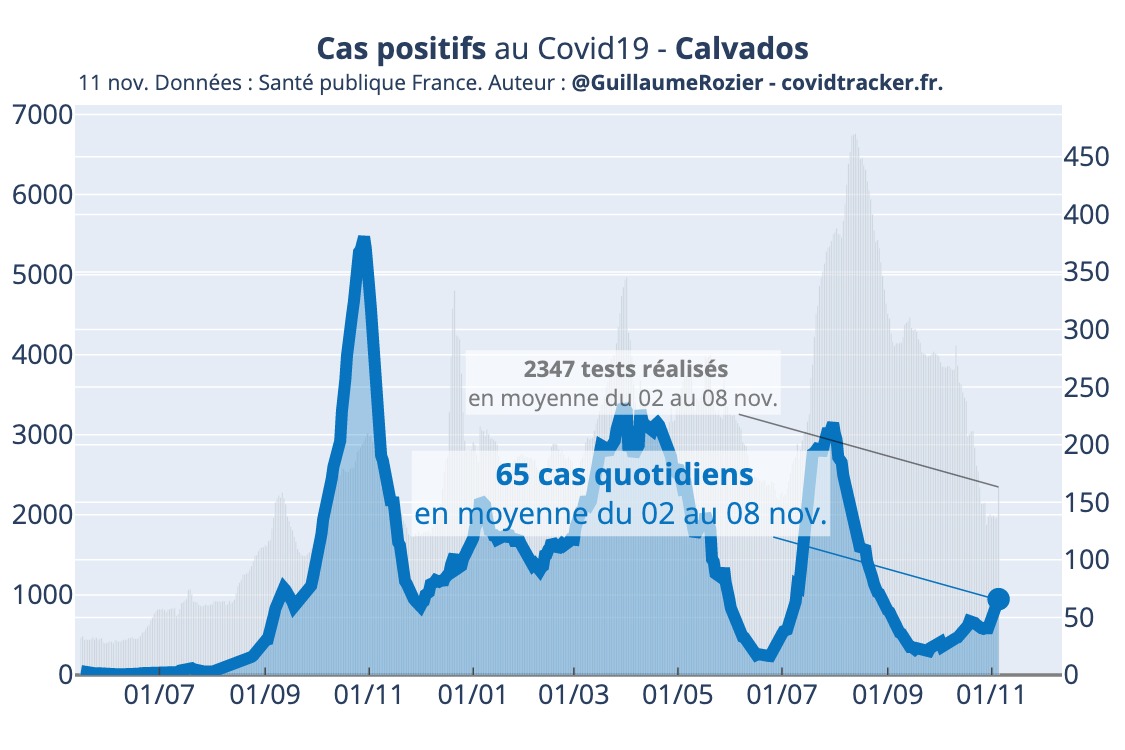 Cas positifs au Covid19 - Calvados
11 nov. Données : Santé publique France. Auteur : @GuillaumeRozier - covidtracker.fr.
7000
6000
5000
4000
3000
2000
1000
0
450
400
350
300
250
200
150
100
50
0
2347 tests réalisés
en moyenne du 02 au 08 nov.
65 cas quotidiens
en moyenne du 02 au 08 nov.
01/07 01/09 01/11 01/01 01/03 01/05 01/07 01/09 01/11